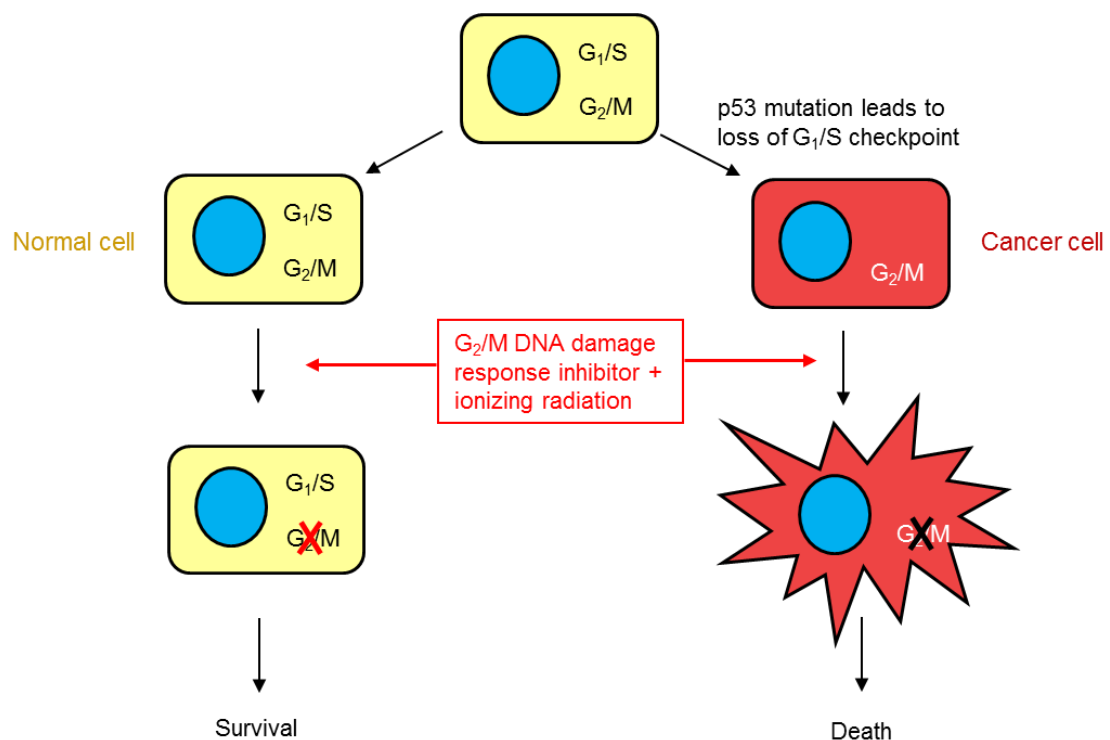 G₁/S
G₂/M
p53 mutation leads to
loss of G₁/S checkpoint
Normal cell
G₁/S
G₂/M
G₂/M
Cancer cell
G₂/M DNA damage
response inhibitor +
ionizing radiation
G₁/S
G₂/M
G₂/M
Survival
Death